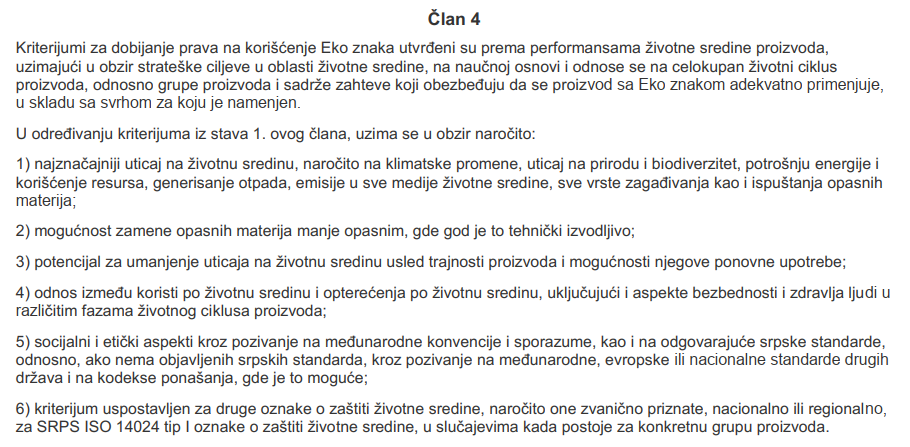 Član 4
Kriterijumi za dobijanje prava na korišćenje Eko znaka utvrđeni su prema performansama životne sredine proizvoda,
uzimajući u obzir strateške ciljeve u oblasti životne sredine, na naučnoj osnovi i odnose se na celokupan životni ciklus
proizvoda, odnosno grupe proizvoda i sadrže zahteve koji obezbeđuju da se proizvod sa Eko znakom adekvatno primenjuje,
u skladu sa svrhom za koju je namenjen.
U određivanju kriterijuma iz stava 1. ovog člana, uzima se u obzir naročito:
1) najznačajniji uticaj na životnu sredinu, naročito na klimatske promene, uticaj na prirodu i biodiverzitet, potrošnju energije i
korišćenje resursa, generisanje otpada, emisije u sve medije životne sredine, sve vrste zagađivanja kao i ispuštanja opasnih
materija;
2) mogućnost zamene opasnih materija manje opasnim, gde god je to tehnički izvodljivo;
3) potencijal za umanjenje uticaja na životnu sredinu usled trajnosti proizvoda i mogućnosti njegove ponovne upotrebe;
4) odnos između koristi po životnu sredinu i opterećenja po životnu sredinu, uključujući i aspekte bezbednosti i zdravlja ljudi u
različitim fazama životnog ciklusa proizvoda;
5) socijalni i etički aspekti kroz pozivanje na međunarodne konvencije i sporazume, kao i na odgovarajuće srpske standarde,
odnosno, ako nema objavljenih srpskih standarda, kroz pozivanje na međunarodne, evropske ili nacionalne standarde drugih
država i na kodekse ponašanja, gde je to moguće;
6) kriterijum uspostavljen za druge oznake o zaštiti životne sredine, naročito one zvanično priznate, nacionalno ili regionalno,
za SRPS ISO 14024 tip I oznake o zaštiti životne sredine, u slučajevima kada postoje za konkretnu grupu proizvoda.